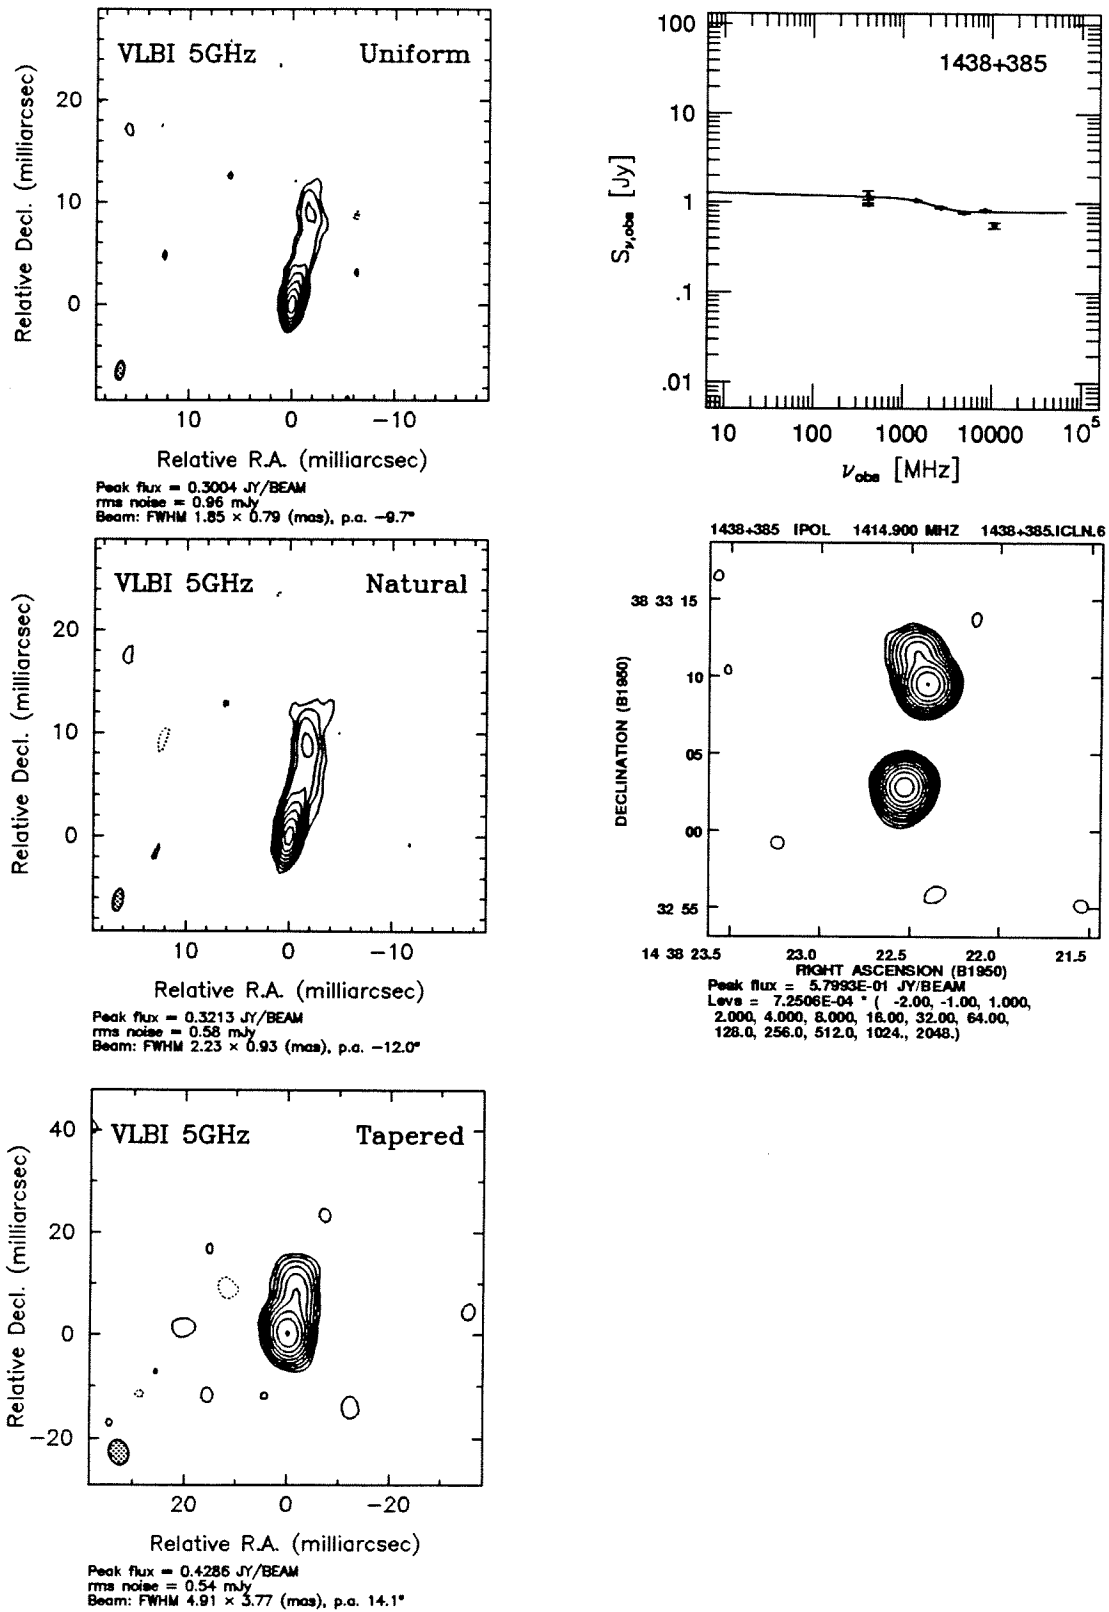 VLBI 5GHz Uniform
20
10
0
Relative Decl. (milliarcsec)
10 0 −10
Relative R.A. (milliarcsec)
Peak flux = 0.3004 JY/BEAM
rms noise = 0.96 mJy
Beam: FWHM 1.85 × 0.79 (mas), p.a. −9.7°
1438+385
100
10
1
.1
.01
Sν,obs [Jy]
10 100 1000 10000 10⁵
νobs [MHz]
VLBI 5GHz Natural
20
10
0
Relative Decl. (milliarcsec)
10 0 −10
Relative R.A. (milliarcsec)
Peak flux = 0.3213 JY/BEAM
rms noise = 0.58 mJy
Beam: FWHM 2.23 × 0.93 (mas), p.a. −12.0°
1438+385 IPOL 1414.900 MHZ 1438+385.ICLN.6
38 33 15
10
05
00
32 55
DECLINATION (B1950)
14 38 23.5 23.0 22.5 22.0 21.5
RIGHT ASCENSION (B1950)
Peak flux = 5.7993E-01 JY/BEAM
Levs = 7.2506E-04 * ( -2.00, -1.00, 1.000,
2.000, 4.000, 8.000, 16.00, 32.00, 64.00,
128.0, 256.0, 512.0, 1024., 2048.)
VLBI 5GHz Tapered
40
20
0
−20
Relative Decl. (milliarcsec)
20 0 −20
Relative R.A. (milliarcsec)
Peak flux = 0.4286 JY/BEAM
rms noise = 0.54 mJy
Beam: FWHM 4.91 × 3.77 (mas), p.a. 14.1°